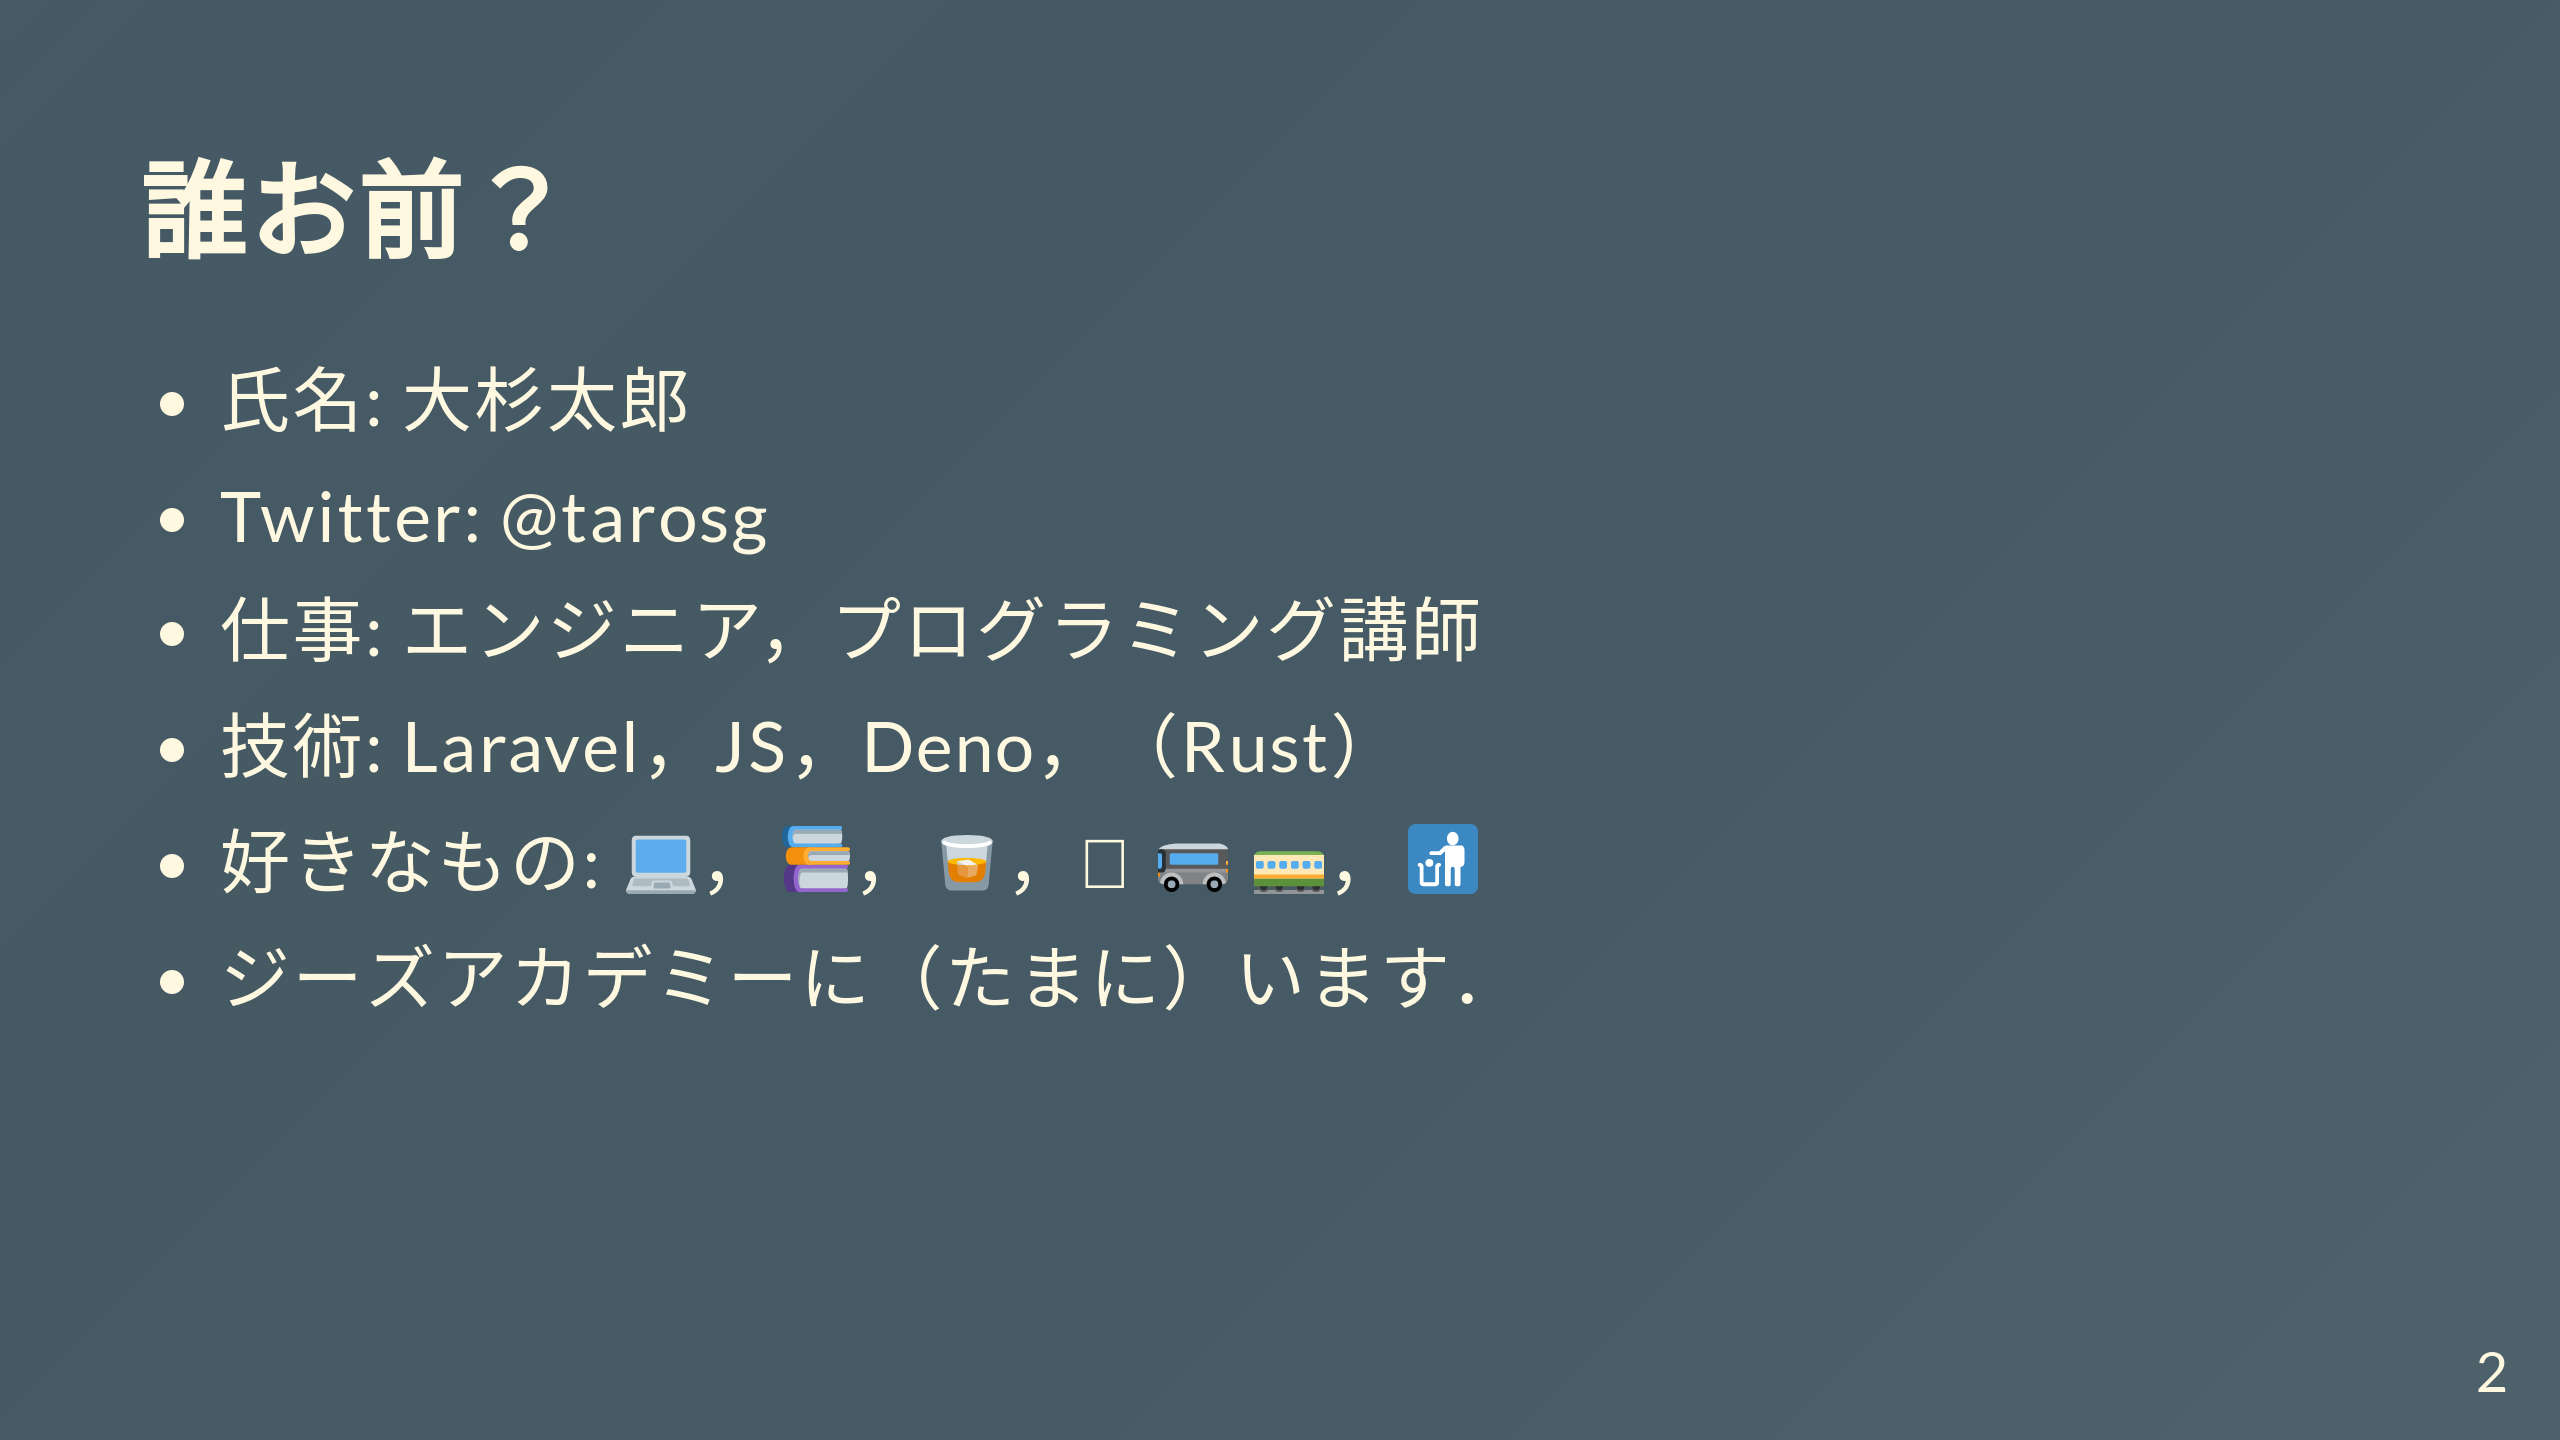 誰お前？
• 氏名: 大杉太郎
• Twitter: @tarosg
• 仕事: エンジニア，プログラミング講師
• 技術: Laravel，JS，Deno，（Rust）
• 好きなもの: 💻，📚，🥃，□ 🚌 🚃，🚮
• ジーズアカデミーに（たまに）います．
2